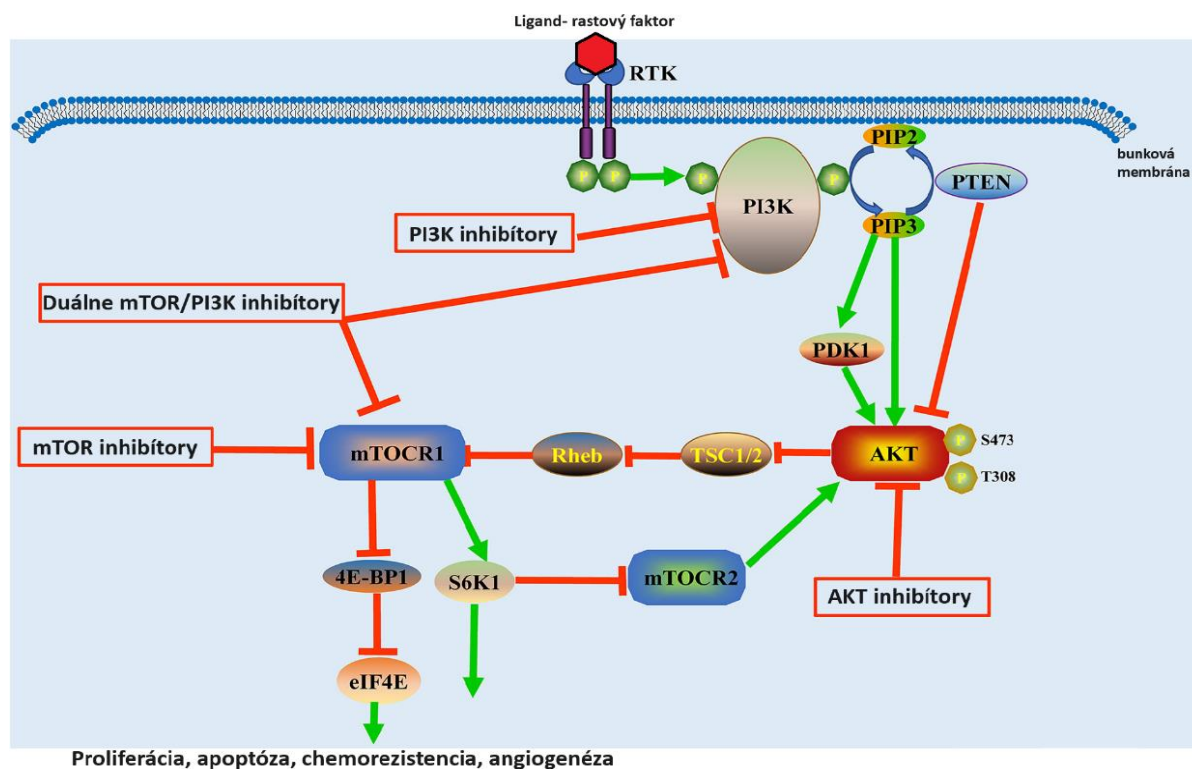 Ligand- rastový faktor
RTK
PIP2
bunková
membrána
P P P P
PTEN
PI3K
PIP3
PI3K inhibítory
Duálne mTOR/PI3K inhibítory
PDK1
mTOR inhibítory
mTOCR1
Rheb
TSC1/2
AKT
P
S473
P
T308
4E-BP1
S6K1
mTOCR2
AKT inhibítory
eIF4E
Proliferácia, apoptóza, chemorezistencia, angiogenéza